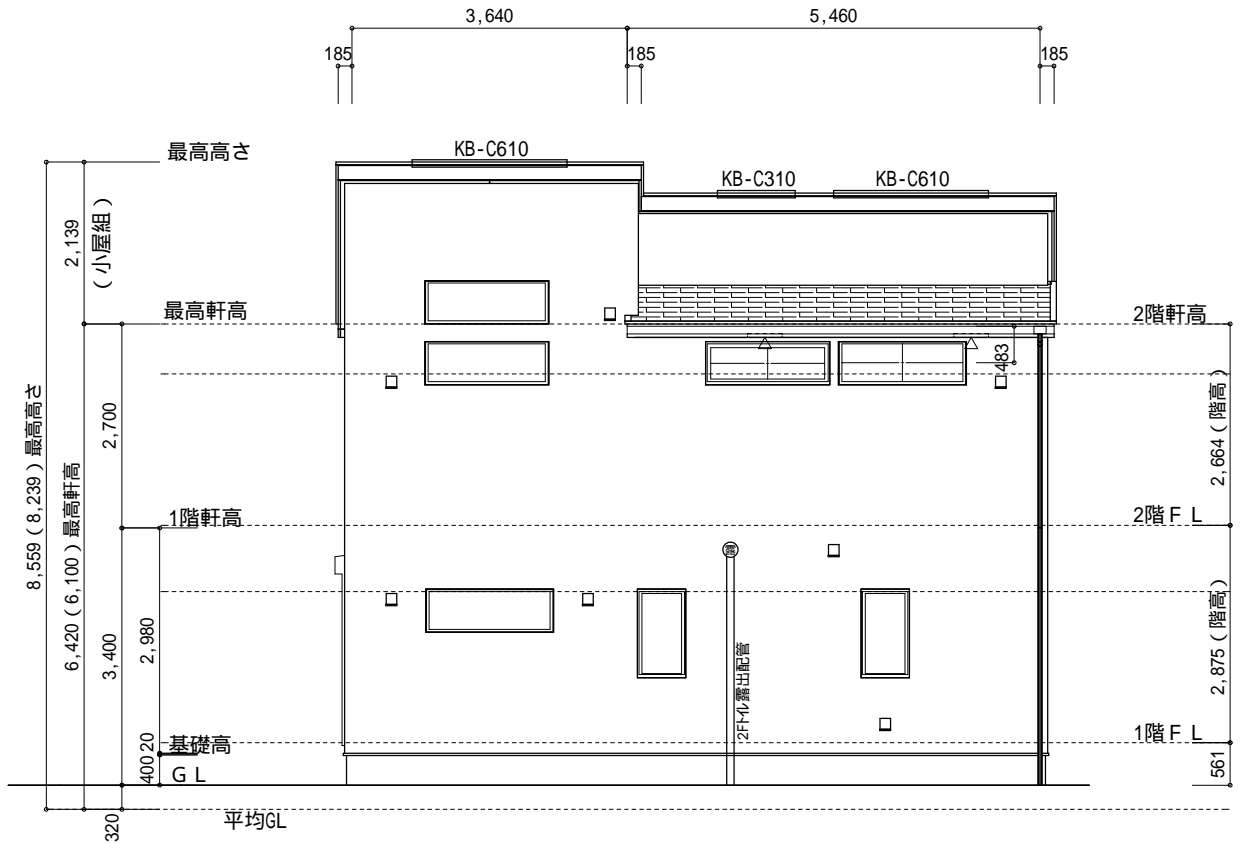 3,640
5,460
185
185
185
最高高さ
KB-C610
KB-C310
KB-C610
2,139
(小屋組)
最高軒高
2階軒高
483
8,559(8,239)最高高さ
6,420(6,100)最高軒高
2,700
2,664(階高)
1階軒高
2階ＦＬ
3,400
2,980
2,875(階高)
2Fトイレ露出配管
20
基礎高
1階ＦＬ
400
ＧＬ
561
320
平均GL